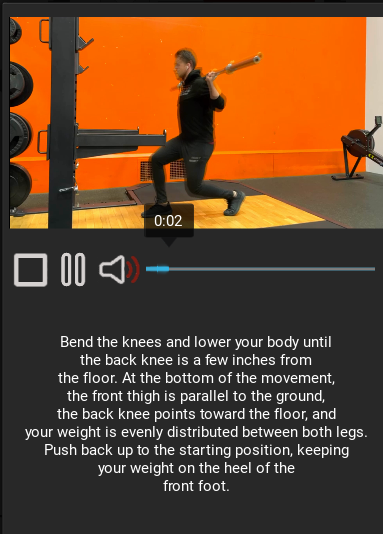 0:02
Bend the knees and lower your body until
the back knee is a few inches from
the floor. At the bottom of the movement,
the front thigh is parallel to the ground,
the back knee points toward the floor, and
your weight is evenly distributed between both legs.
Push back up to the starting position, keeping
your weight on the heel of the
front foot.